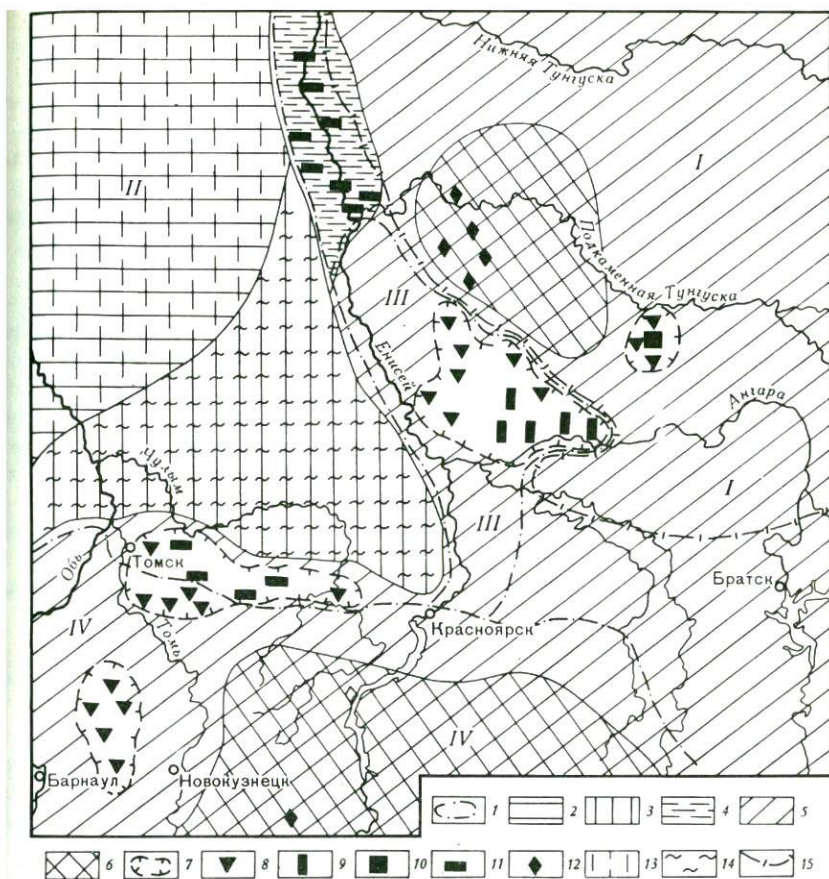 Нижняя Тунгуска
I
II
Подкаменная Тунгуска
III
Енисей
Ангара
Чулым
I
III
Обь
Томск
Братск
IV
Томь
Красноярск
IV
Барнаул
Новокузнецк
1 2 3 4 5
6 7 8 9 10 11 12 13 14 15